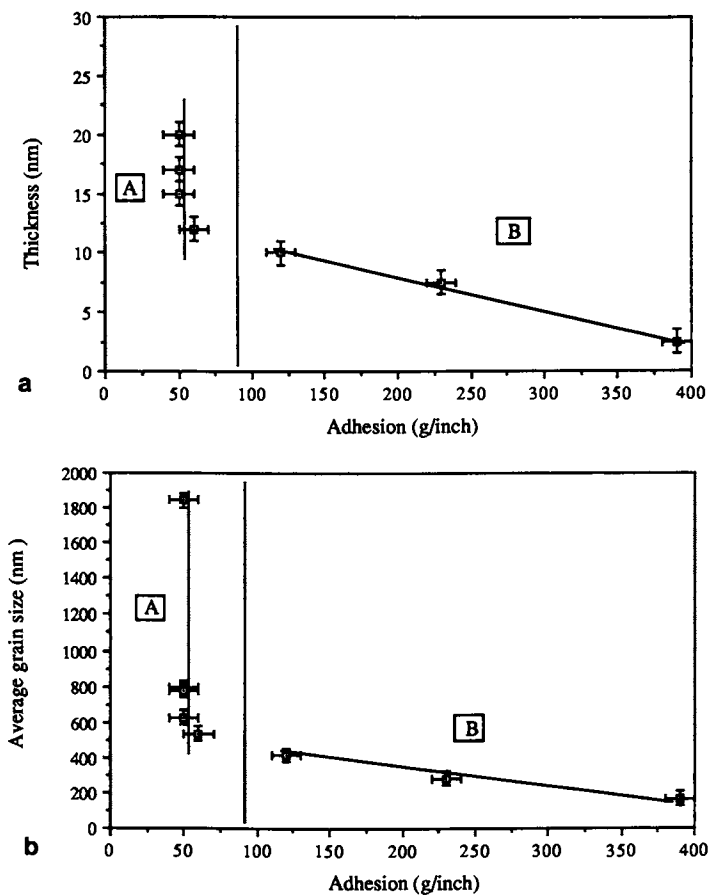 30
25
20
15
10
5
0
Thickness (nm)
A
B
0 50 100 150 200 250 300 350 400
Adhesion (g/inch)
a
2000
1800
1600
1400
1200
1000
800
600
400
200
0
Average grain size (nm )
A
B
0 50 100 150 200 250 300 350 400
Adhesion (g/inch)
b